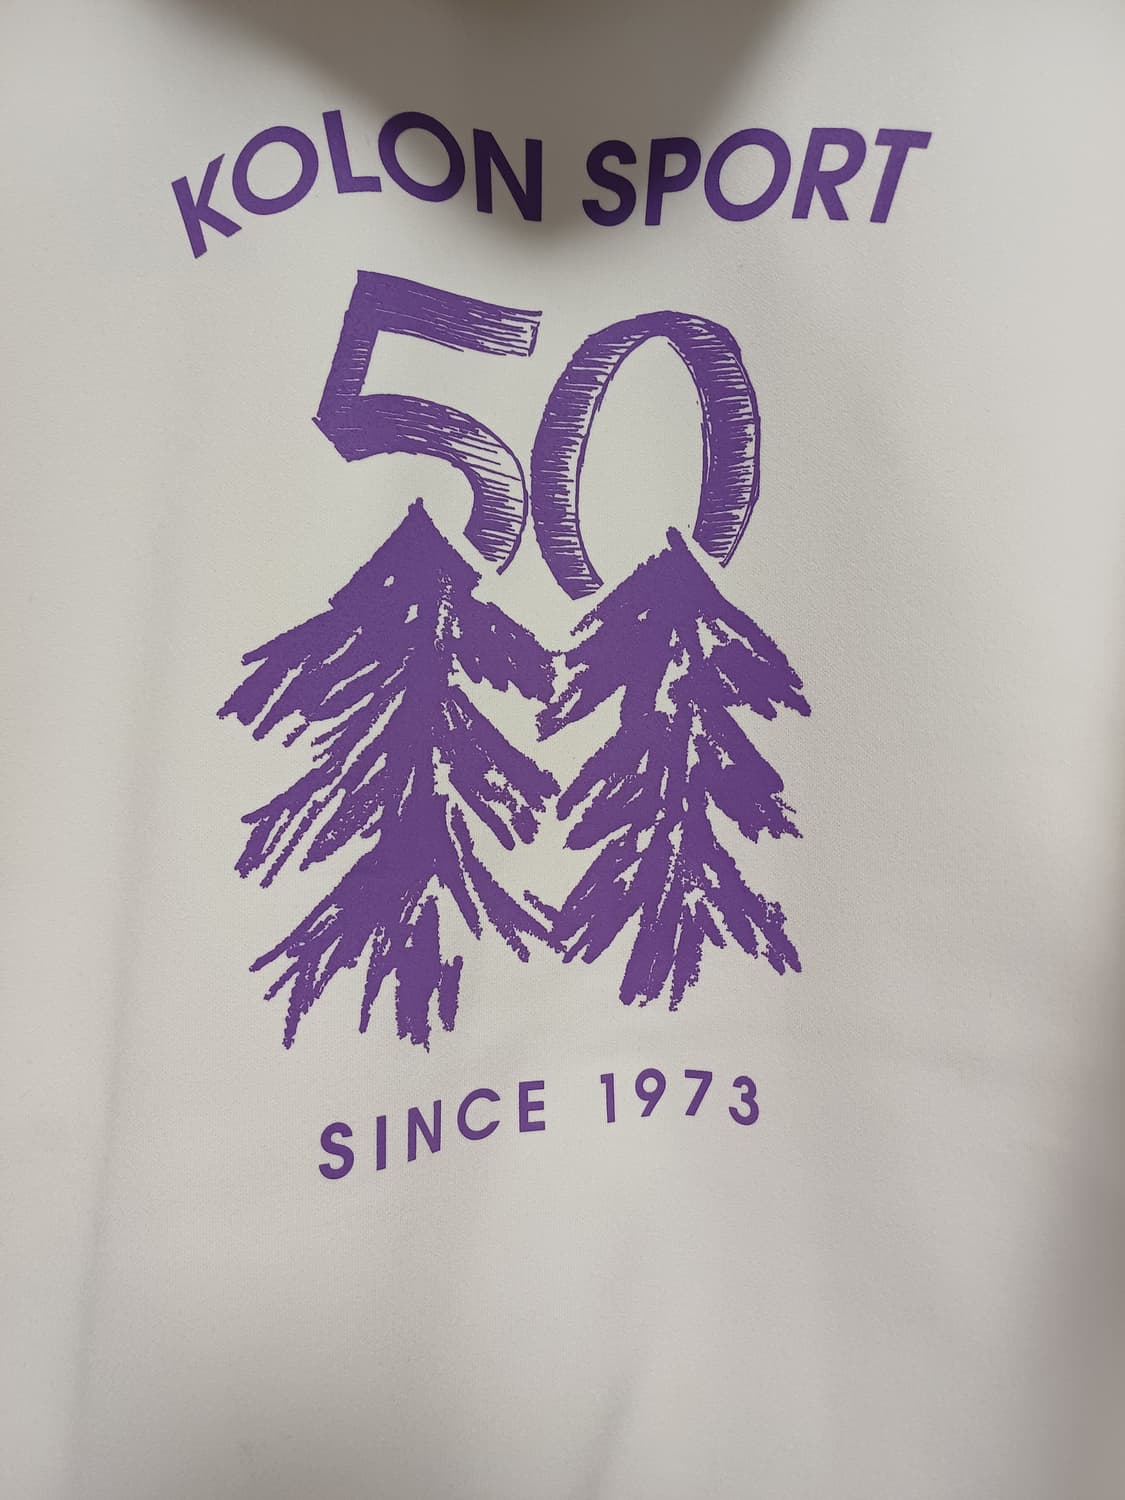 KOLON SPORT
50
SINCE 1973